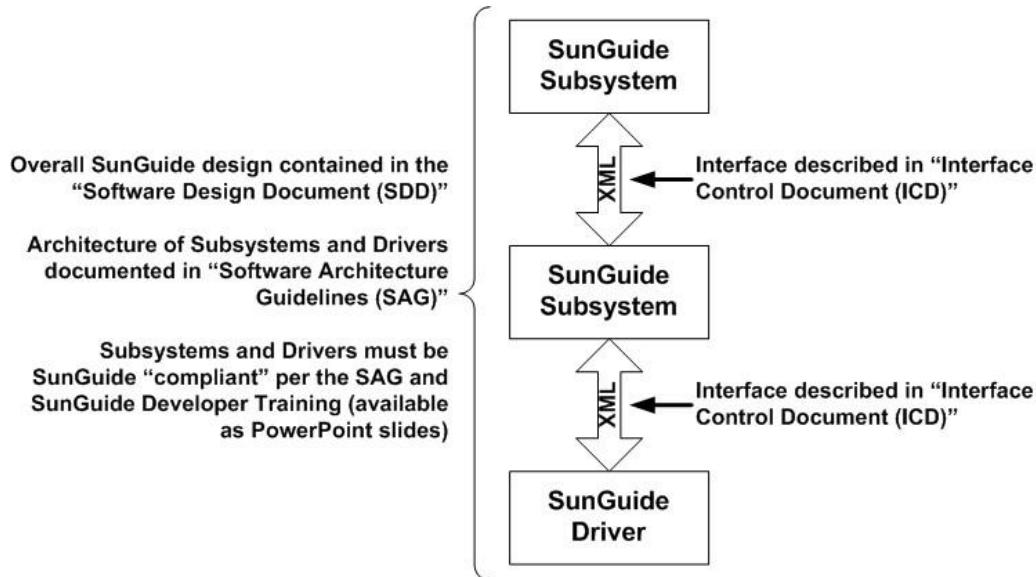 SunGuide
Subsystem
XML
Interface described in “Interface
Control Document (ICD)”
Overall SunGuide design contained in the
“Software Design Document (SDD)”
Architecture of Subsystems and Drivers
documented in “Software Architecture
Guidelines (SAG)”
SunGuide
Subsystem
Subsystems and Drivers must be
SunGuide “compliant” per the SAG and
SunGuide Developer Training (available
as PowerPoint slides)
XML
Interface described in “Interface
Control Document (ICD)”
SunGuide
Driver